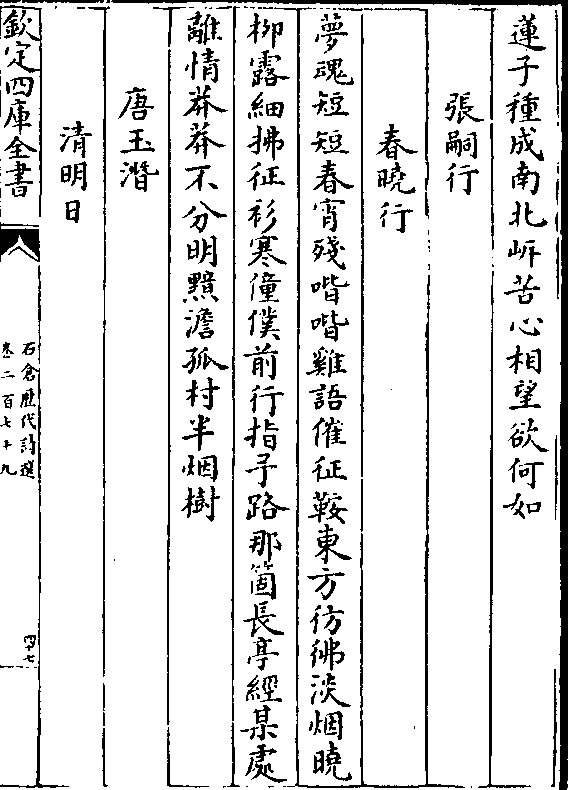 蓮子種成南北岍苦心相望欲何如
張嗣行
春曉行
夢魂短短春宵殘喈喈雞語催征鞍東方彷彿淡烟曉
柳露細拂征衫寒僮僕前行指予路那箇長亭經某處
離情莽莽不分明黯澹孤村半烟樹
唐玉潛
清明日
欽定四庫全書
石倉歷代詩選
卷二百七十九
四十七